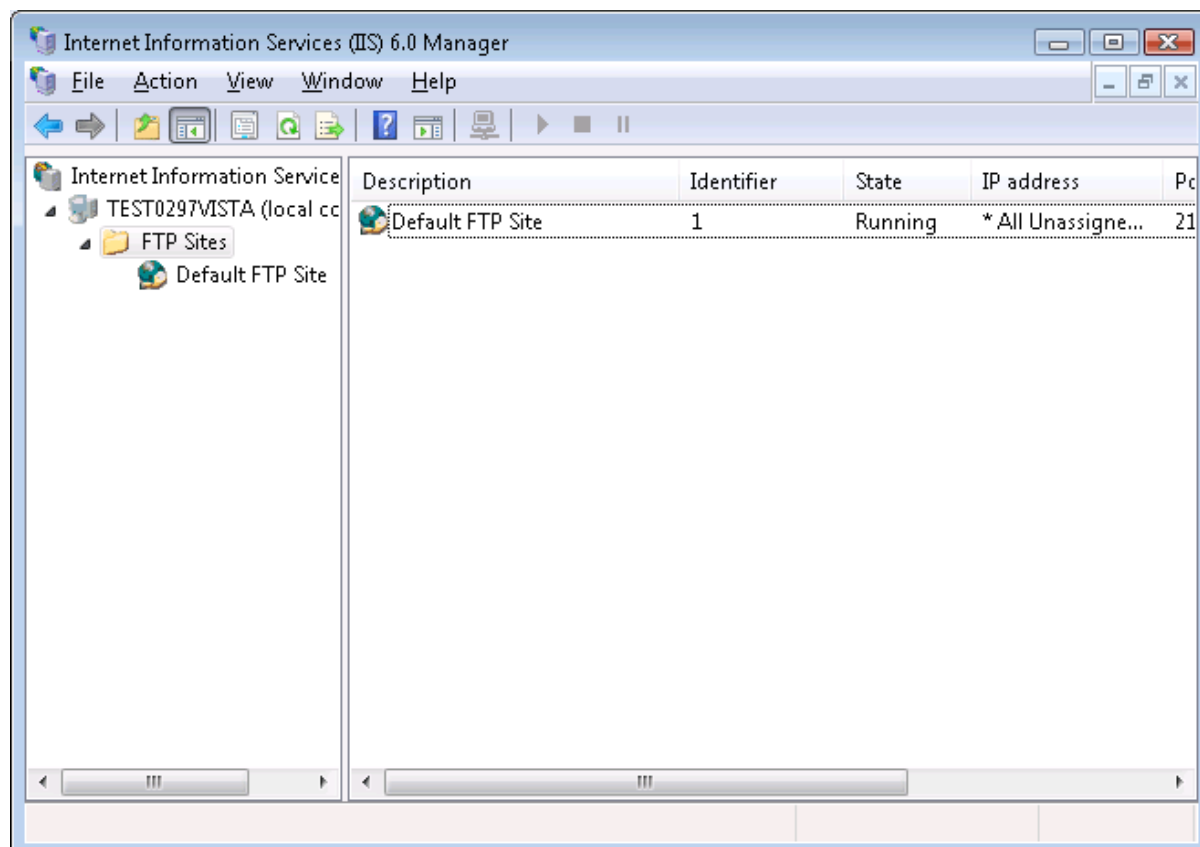 Internet Information Services (IIS) 6.0 Manager
File Action View Window Help
Internet Information Service
TEST0297VISTA (local cc
FTP Sites
Default FTP Site
Description Identifier State IP address Po
Default FTP Site 1 Running * All Unassigne... 21